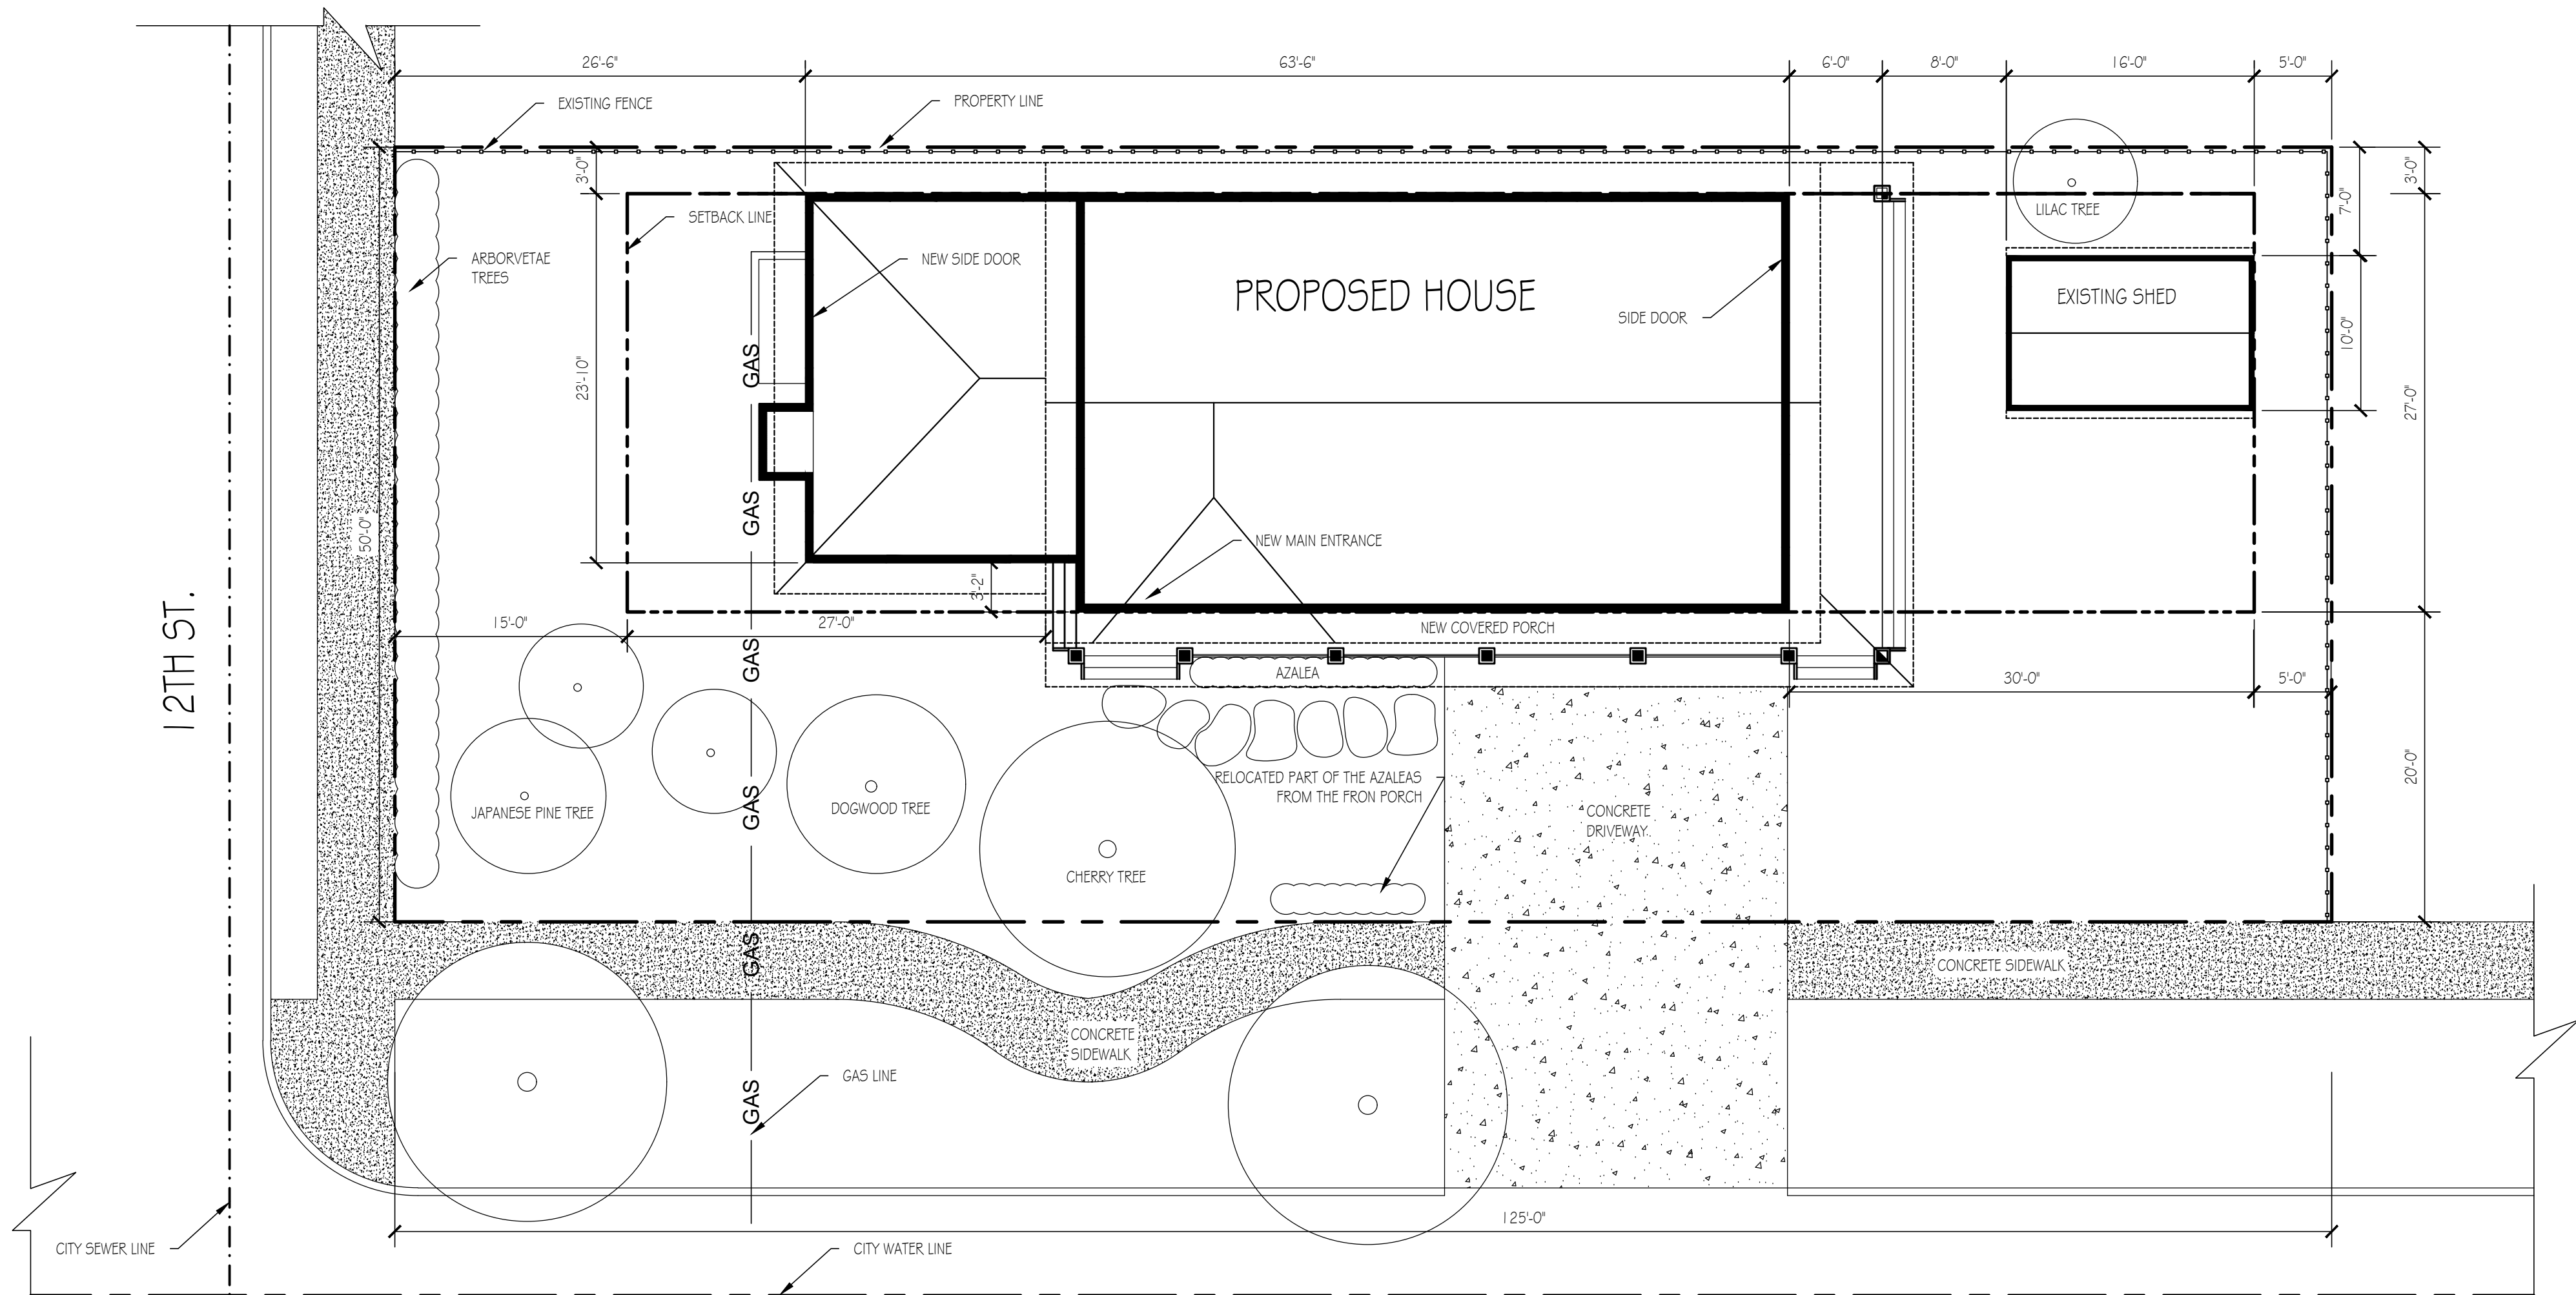 26'-6"
63'-6"
6'-0"
8'-0"
16'-0"
5'-0"
EXISTING FENCE
PROPERTY LINE
3'-0"
3'-0"
7'-0"
SETBACK LINE
LILAC TREE
ARBORVETAE
TREES
NEW SIDE DOOR
PROPOSED HOUSE
SIDE DOOR
EXISTING SHED
10'-0"
GAS
23'-10"
27'-0"
GAS
50'-0"
NEW MAIN ENTRANCE
3'-2"
12TH ST.
15'-0"
27'-0"
NEW COVERED PORCH
GAS
AZALEA
30'-0"
5'-0"
20'-0"
RELOCATED PART OF THE AZALEAS
FROM THE FRON PORCH
JAPANESE PINE TREE
GAS
DOGWOOD TREE
CONCRETE
DRIVEWAY
CHERRY TREE
GAS
CONCRETE SIDEWALK
CONCRETE
SIDEWALK
GAS LINE
GAS
125'-0"
CITY SEWER LINE
CITY WATER LINE